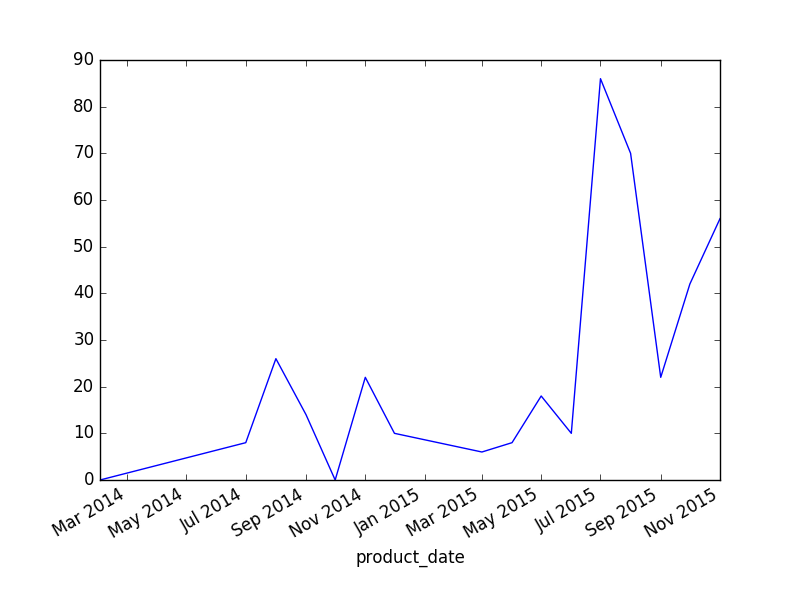 90
80
70
60
50
40
30
20
10
0
Mar 2014
May 2014
Jul 2014
Sep 2014
Nov 2014
Jan 2015
Mar 2015
May 2015
Jul 2015
Sep 2015
Nov 2015
product_date